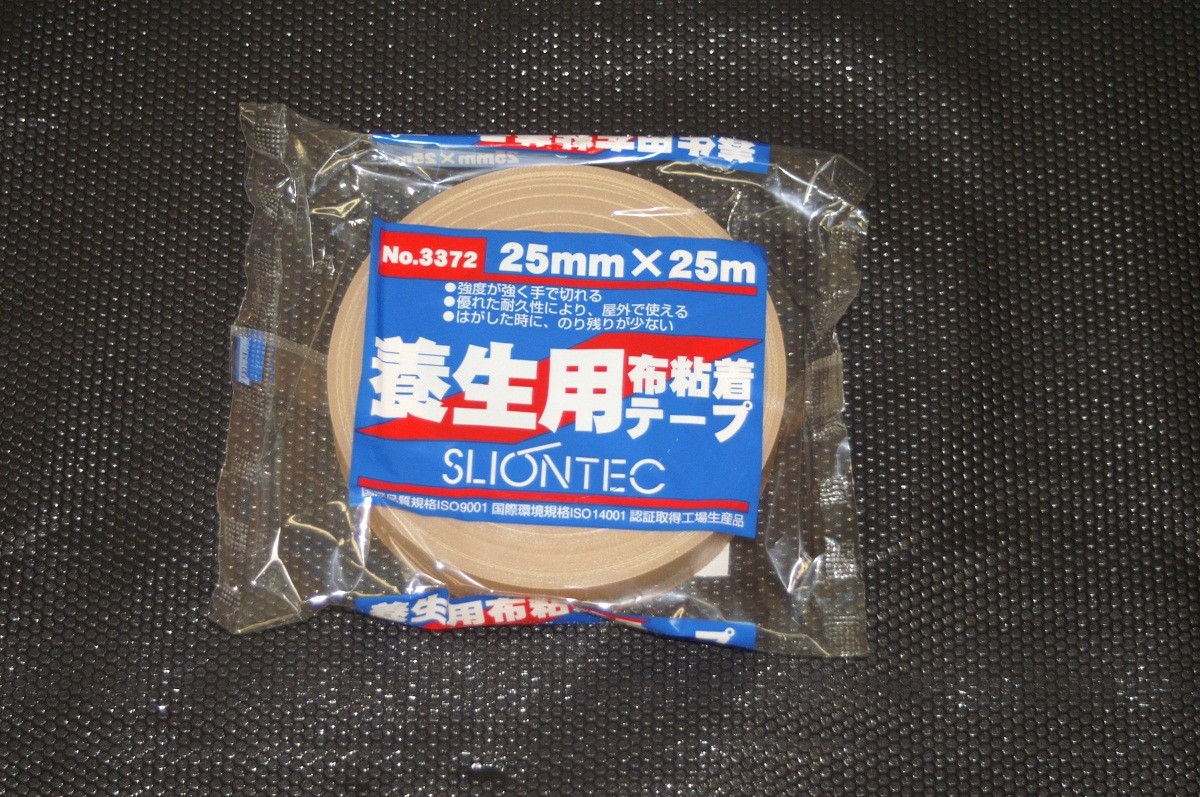 25mm×25m
No.3372 25mm×25m
●強度が強く手で切れる
●優れた耐久性により、屋外で使える
●はがした時に、のり残りが少ない
養生用布粘着
テープ
SLIONTEC
国際品質規格ISO9001 国際環境規格ISO14001 認証取得工場生産品
養生用布粘
プ